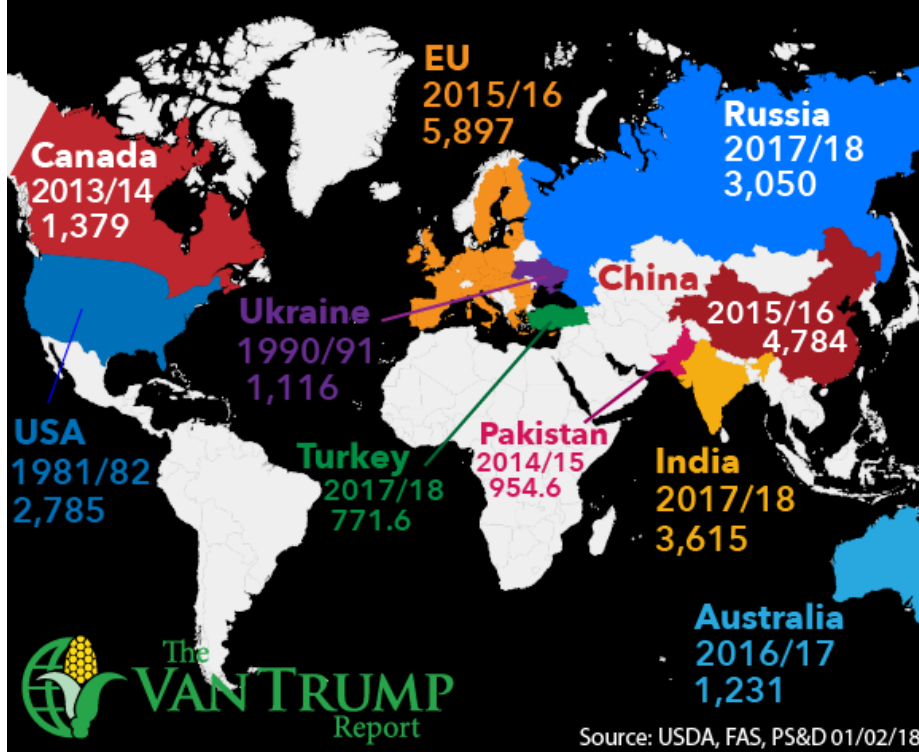 EU
2015/16
5,897
Russia
2017/18
3,050
Canada
2013/14
1,379
China
2015/16
4,784
Ukraine
1990/91
1,116
USA
1981/82
2,785
Turkey
2017/18
771.6
Pakistan
2014/15
954.6
India
2017/18
3,615
Australia
2016/17
1,231
The
VANTRUMP
Report
Source: USDA, FAS, PS&D 01/02/18